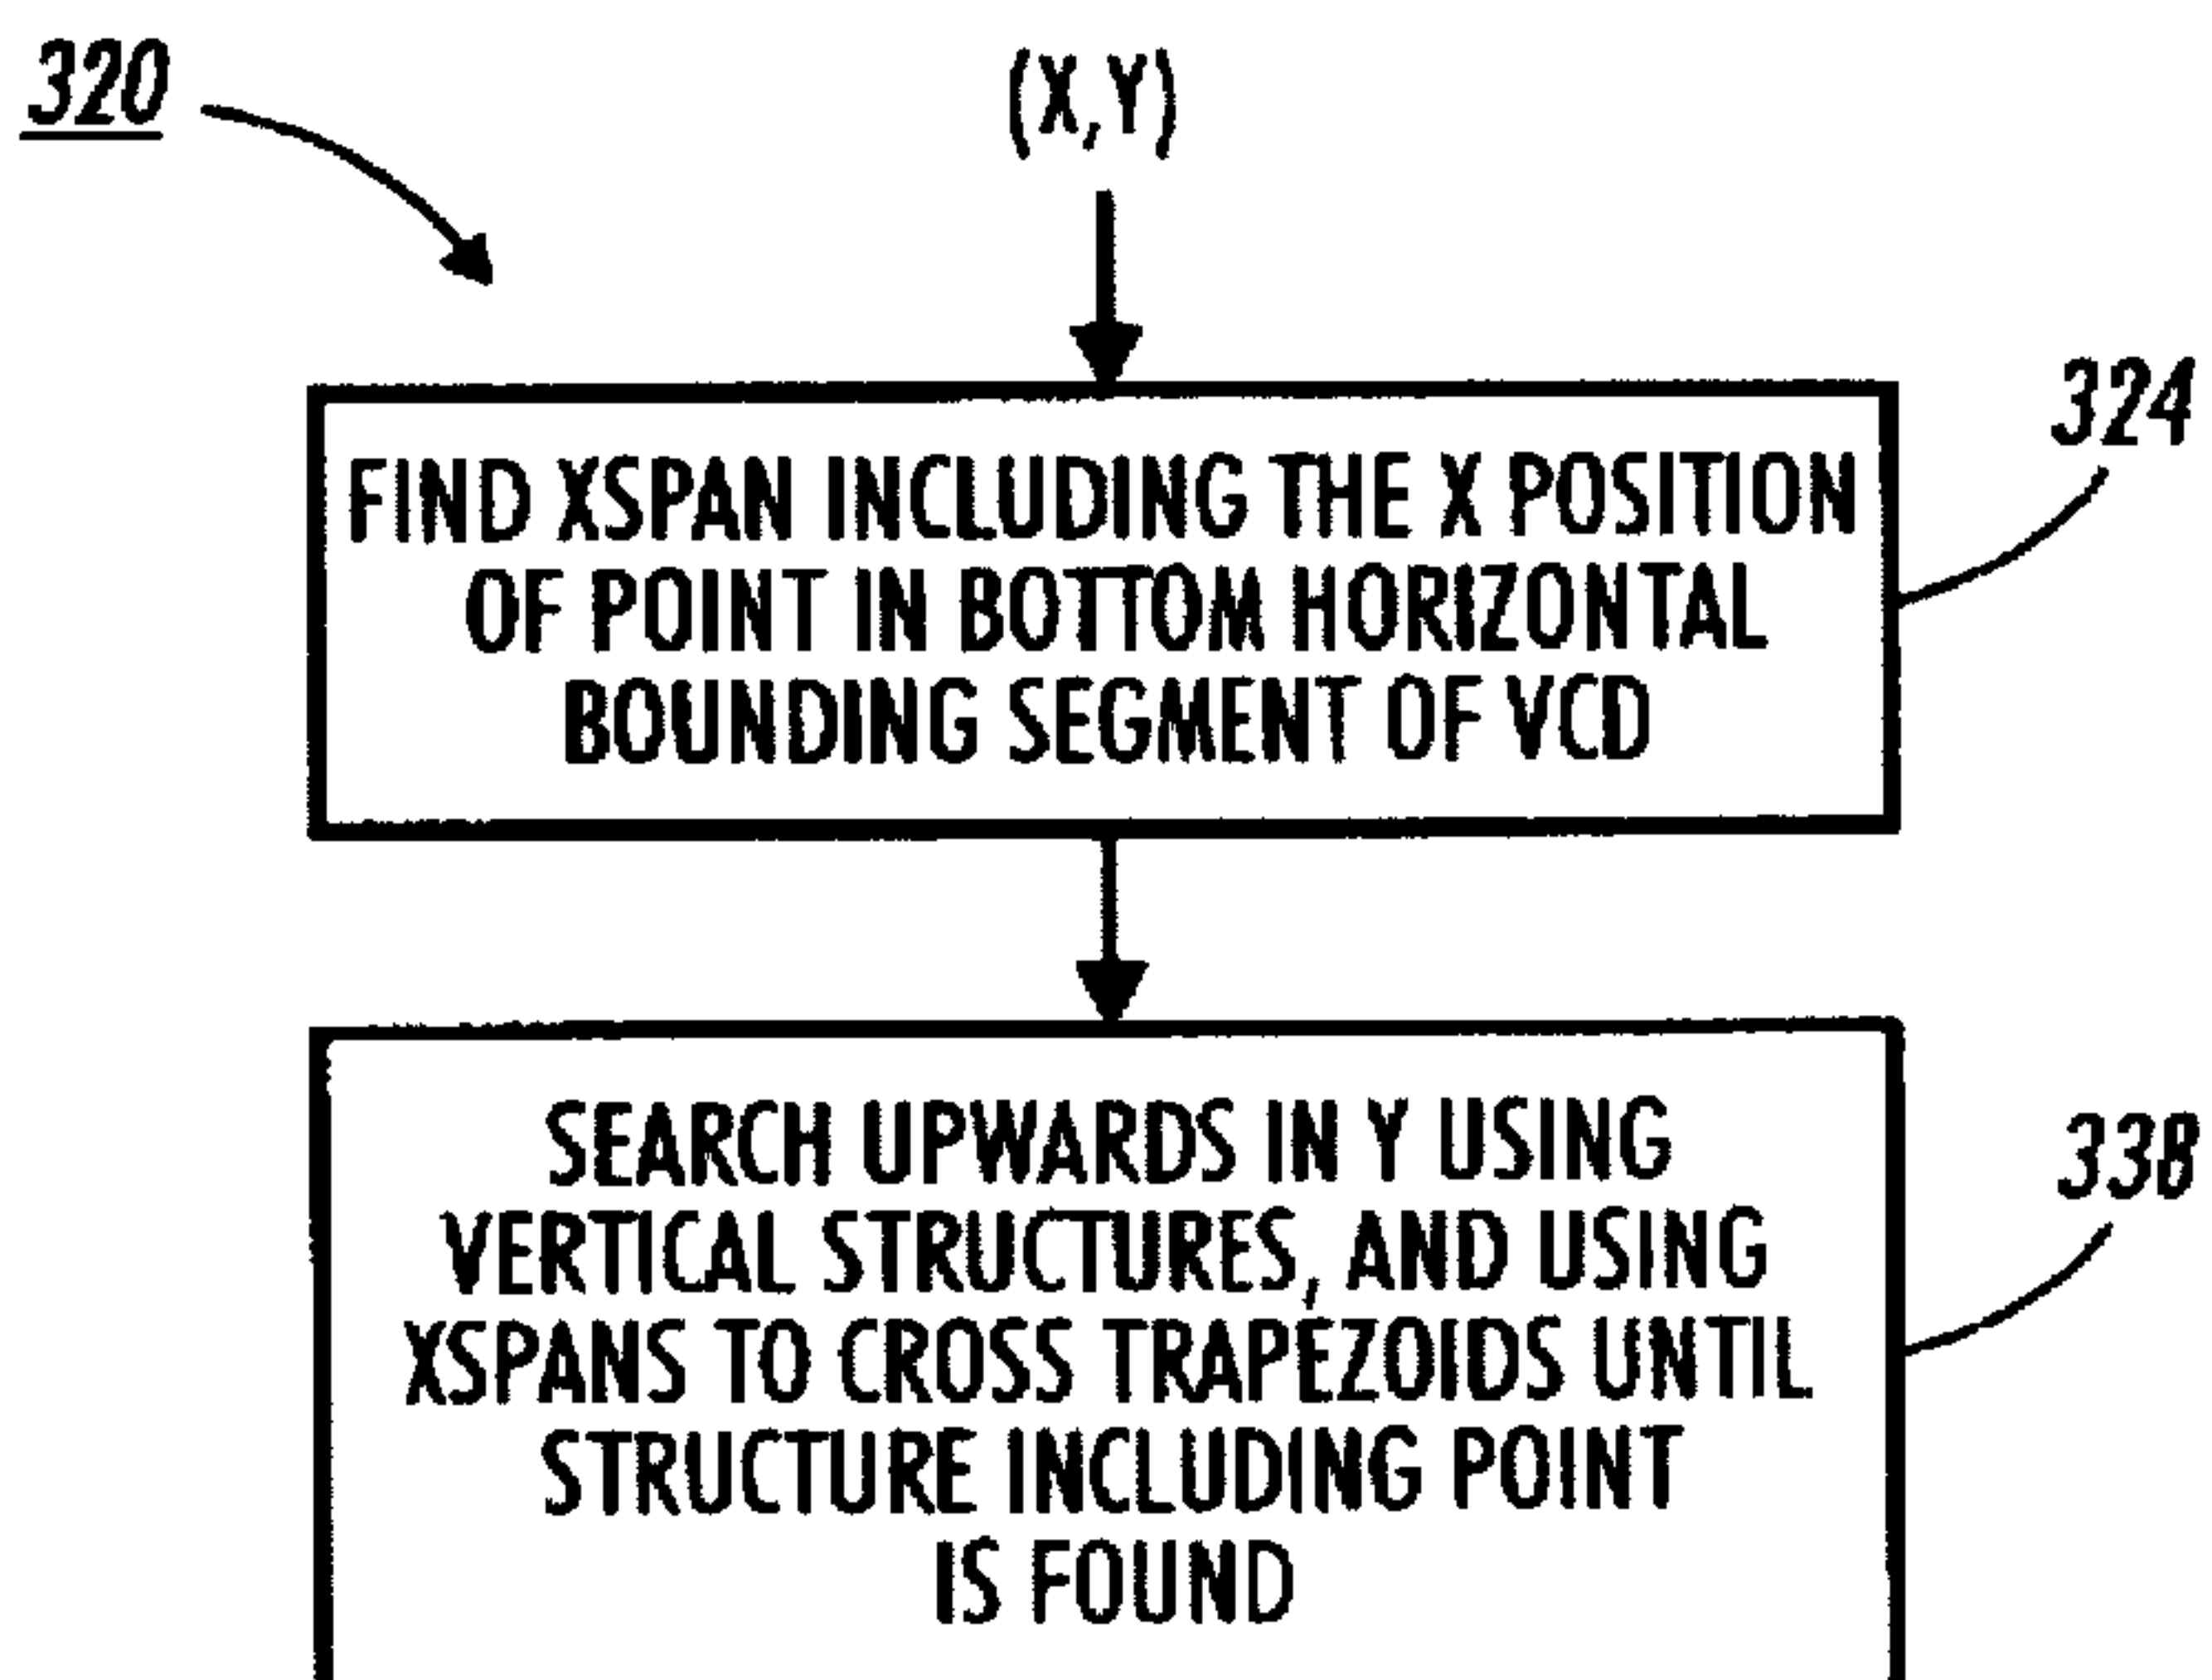 320
(X,Y)
324
FIND XSPAN INCLUDING THE X POSITION
OF POINT IN BOTTOM HORIZONTAL
BOUNDING SEGMENT OF VCD
338
SEARCH UPWARDS IN Y USING
VERTICAL STRUCTURES, AND USING
XSPANS TO CROSS TRAPEZOIDS UNTIL
STRUCTURE INCLUDING POINT
IS FOUND